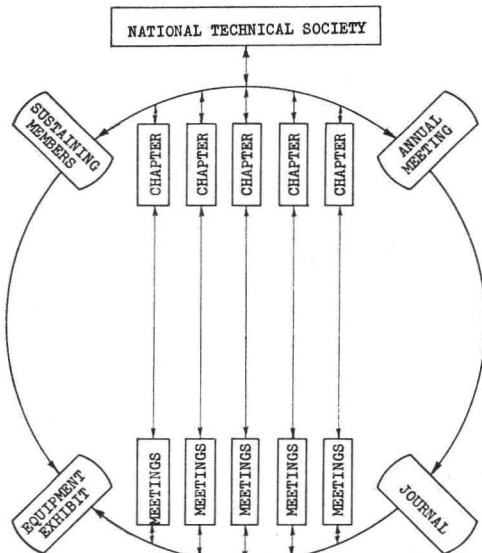 NATIONAL TECHNICAL SOCIETY
SUSTAINING
MEMBERS
ANNUAL
MEETING
CHAPTER
CHAPTER
CHAPTER
CHAPTER
CHAPTER
MEETINGS
MEETINGS
MEETINGS
MEETINGS
MEETINGS
EQUIPMENT
EXHIBIT
JOURNAL